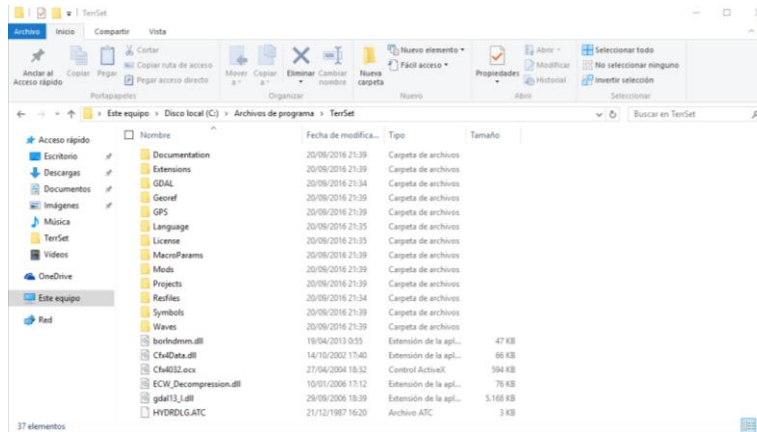 TerrSet
Archivo Inicio Compartir Vista
Anclar al Acceso rápido
Copiar
Pegar
Cortar
Copiar ruta de acceso
Pegar acceso directo
Portapapeles
Mover a
Copiar a
Eliminar
Cambiar nombre
Organizar
Nueva carpeta
Nuevo elemento
Fácil acceso
Nuevo
Propiedades
Abrir
Modificar
Historial
Abrir
Seleccionar todo
No seleccionar ninguno
Invertir selección
Seleccionar
Este equipo > Disco local (C:) > Archivos de programa > TerrSet
Buscar en TerrSet
Acceso rápido
Escritorio
Descargas
Documentos
Imágenes
Música
TerrSet
Vídeos
OneDrive
Este equipo
Red
Nombre Fecha de modifica... Tipo Tamaño
Documentation 20/09/2016 21:39 Carpeta de archivos
Extensions 20/09/2016 21:39 Carpeta de archivos
GDAL 20/09/2016 21:34 Carpeta de archivos
Georef 20/09/2016 21:39 Carpeta de archivos
GPS 20/09/2016 21:39 Carpeta de archivos
Language 20/09/2016 21:35 Carpeta de archivos
License 20/09/2016 21:35 Carpeta de archivos
MacroParams 20/09/2016 21:39 Carpeta de archivos
Mods 20/09/2016 21:39 Carpeta de archivos
Projects 20/09/2016 21:39 Carpeta de archivos
Resfiles 20/09/2016 21:34 Carpeta de archivos
Symbols 20/09/2016 21:39 Carpeta de archivos
Waves 20/09/2016 21:39 Carpeta de archivos
borlndmm.dll 19/04/2013 0:55 Extensión de la apl... 47 KB
Cfx4Data.dll 14/10/2002 17:40 Extensión de la apl... 66 KB
Cfx4032.ocx 27/04/2004 18:32 Control ActiveX 594 KB
ECW_Decompression.dll 10/01/2006 17:12 Extensión de la apl... 76 KB
gdal13_l.dll 29/09/2006 18:39 Extensión de la apl... 5.168 KB
HYDRDLG.ATC 21/12/1987 16:20 Archivo ATC 3 KB
37 elementos